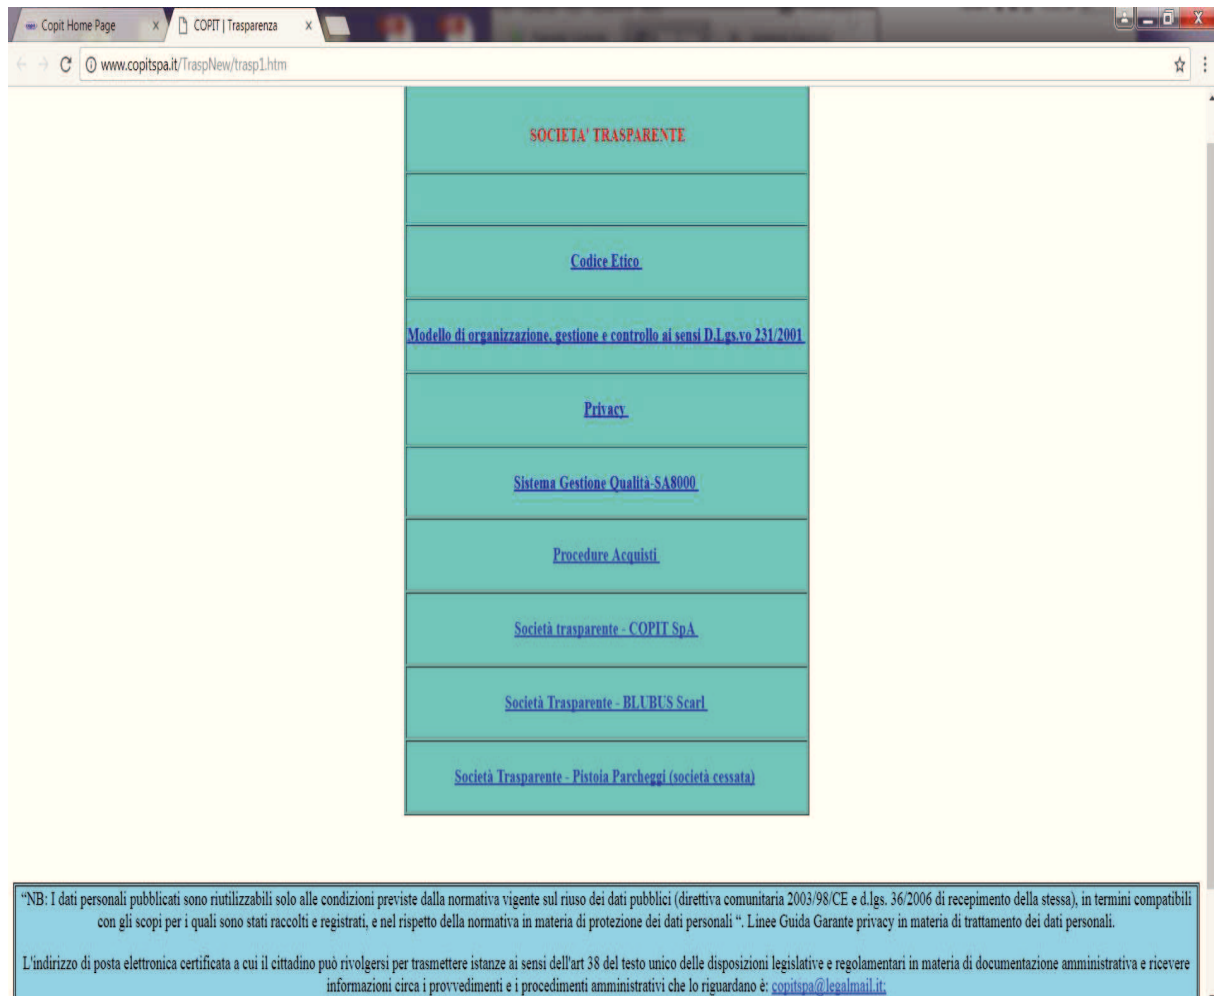 Copit Home Page
COPIT | Trasparenza
www.copitspa.it/TraspNew/trasp1.htm
SOCIETA' TRASPARENTE
Codice Etico
Modello di organizzazione, gestione e controllo ai sensi D.Lgs.vo 231/2001
Privacy
Sistema Gestione Qualità-SA8000
Procedure Acquisti
Società trasparente - COPIT SpA
Società Trasparente - BLUBUS Scarl
Società Trasparente - Pistoia Parcheggi (società cessata)
“NB: I dati personali pubblicati sono riutilizzabili solo alle condizioni previste dalla normativa vigente sul riuso dei dati pubblici (direttiva comunitaria 2003/98/CE e d.lgs. 36/2006 di recepimento della stessa), in termini compatibili
con gli scopi per i quali sono stati raccolti e registrati, e nel rispetto della normativa in materia di protezione dei dati personali “. Linee Guida Garante privacy in materia di trattamento dei dati personali.
L'indirizzo di posta elettronica certificata a cui il cittadino può rivolgersi per trasmettere istanze ai sensi dell'art 38 del testo unico delle disposizioni legislative e regolamentari in materia di documentazione amministrativa e ricevere
informazioni circa i provvedimenti e i procedimenti amministrativi che lo riguardano è: copitspa@legalmail.it;